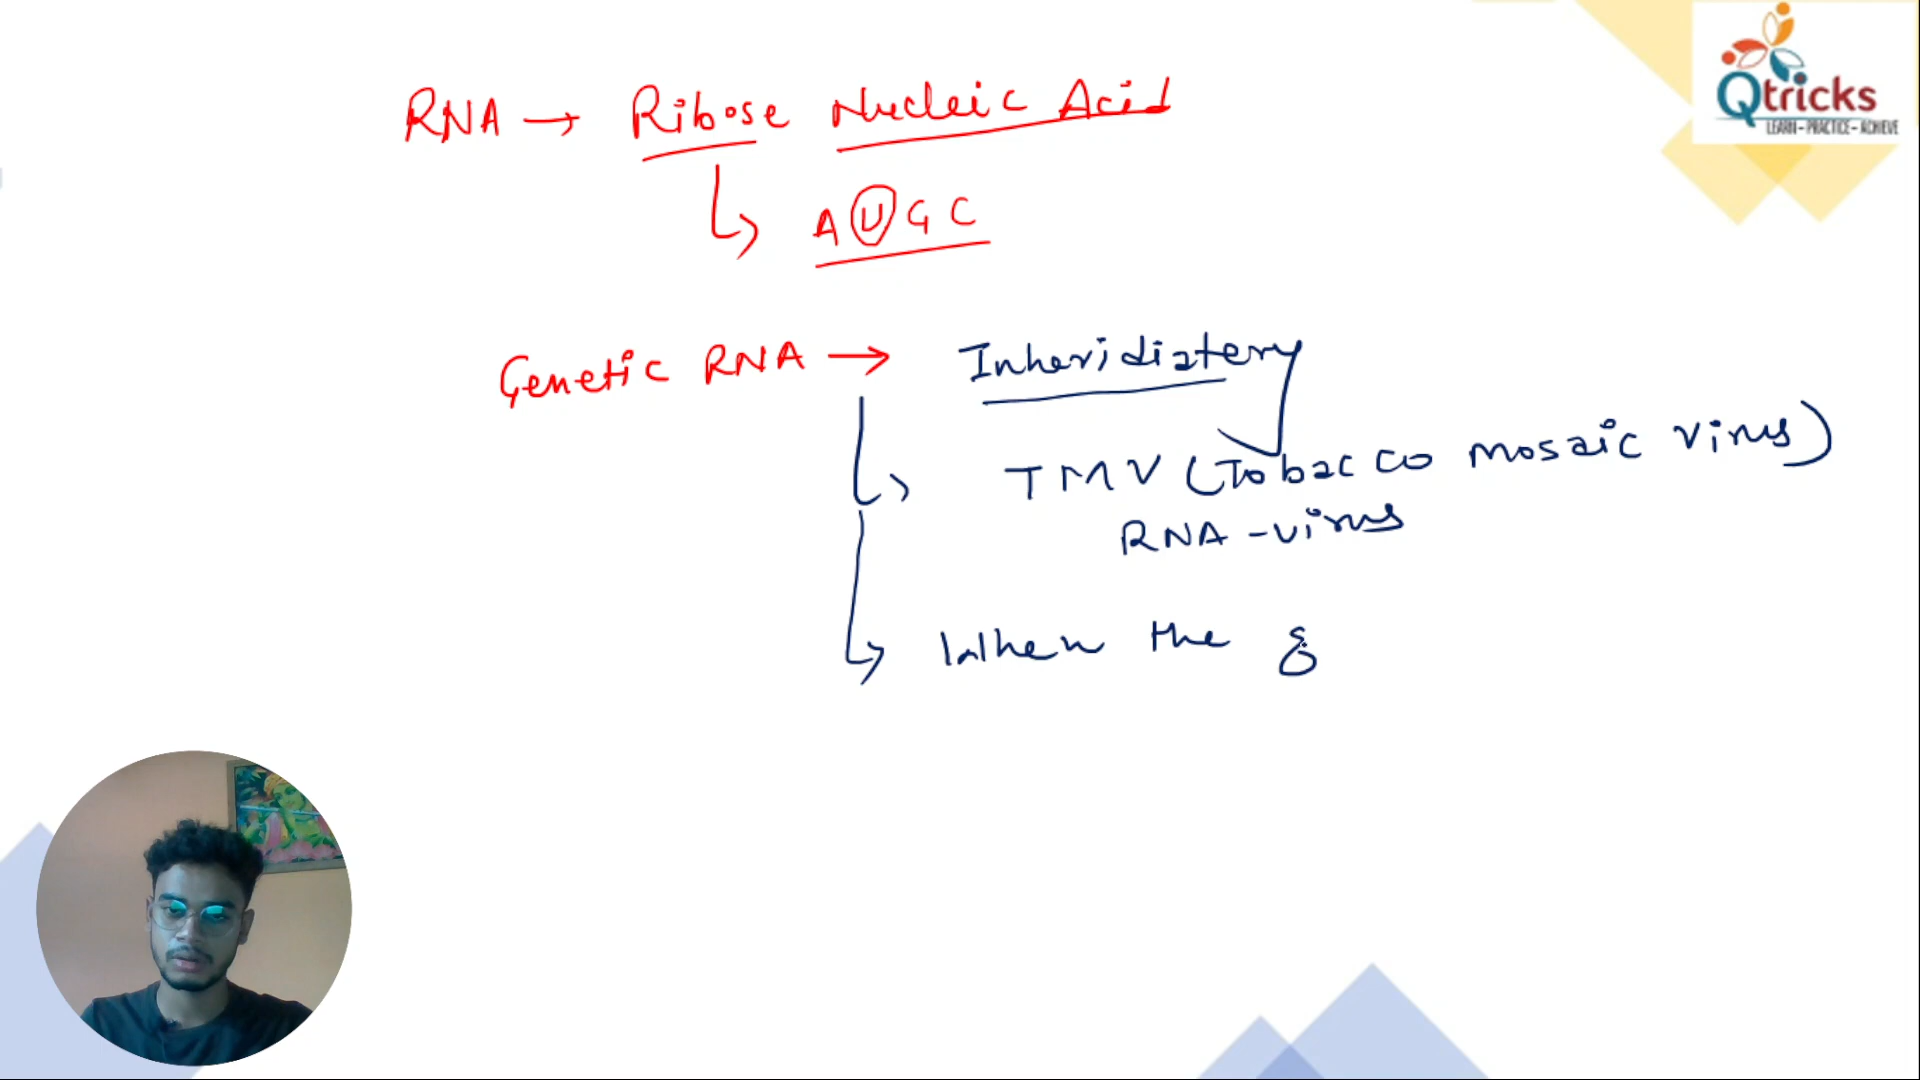 RNA → Ribose Nucleic Acid
Qtricks
LEARN - PRACTICE - ACHIEVE
A U G C
Genetic RNA → Inheridiatery
TMV (Tobacco mosaic virus)
RNA - virus
When the g